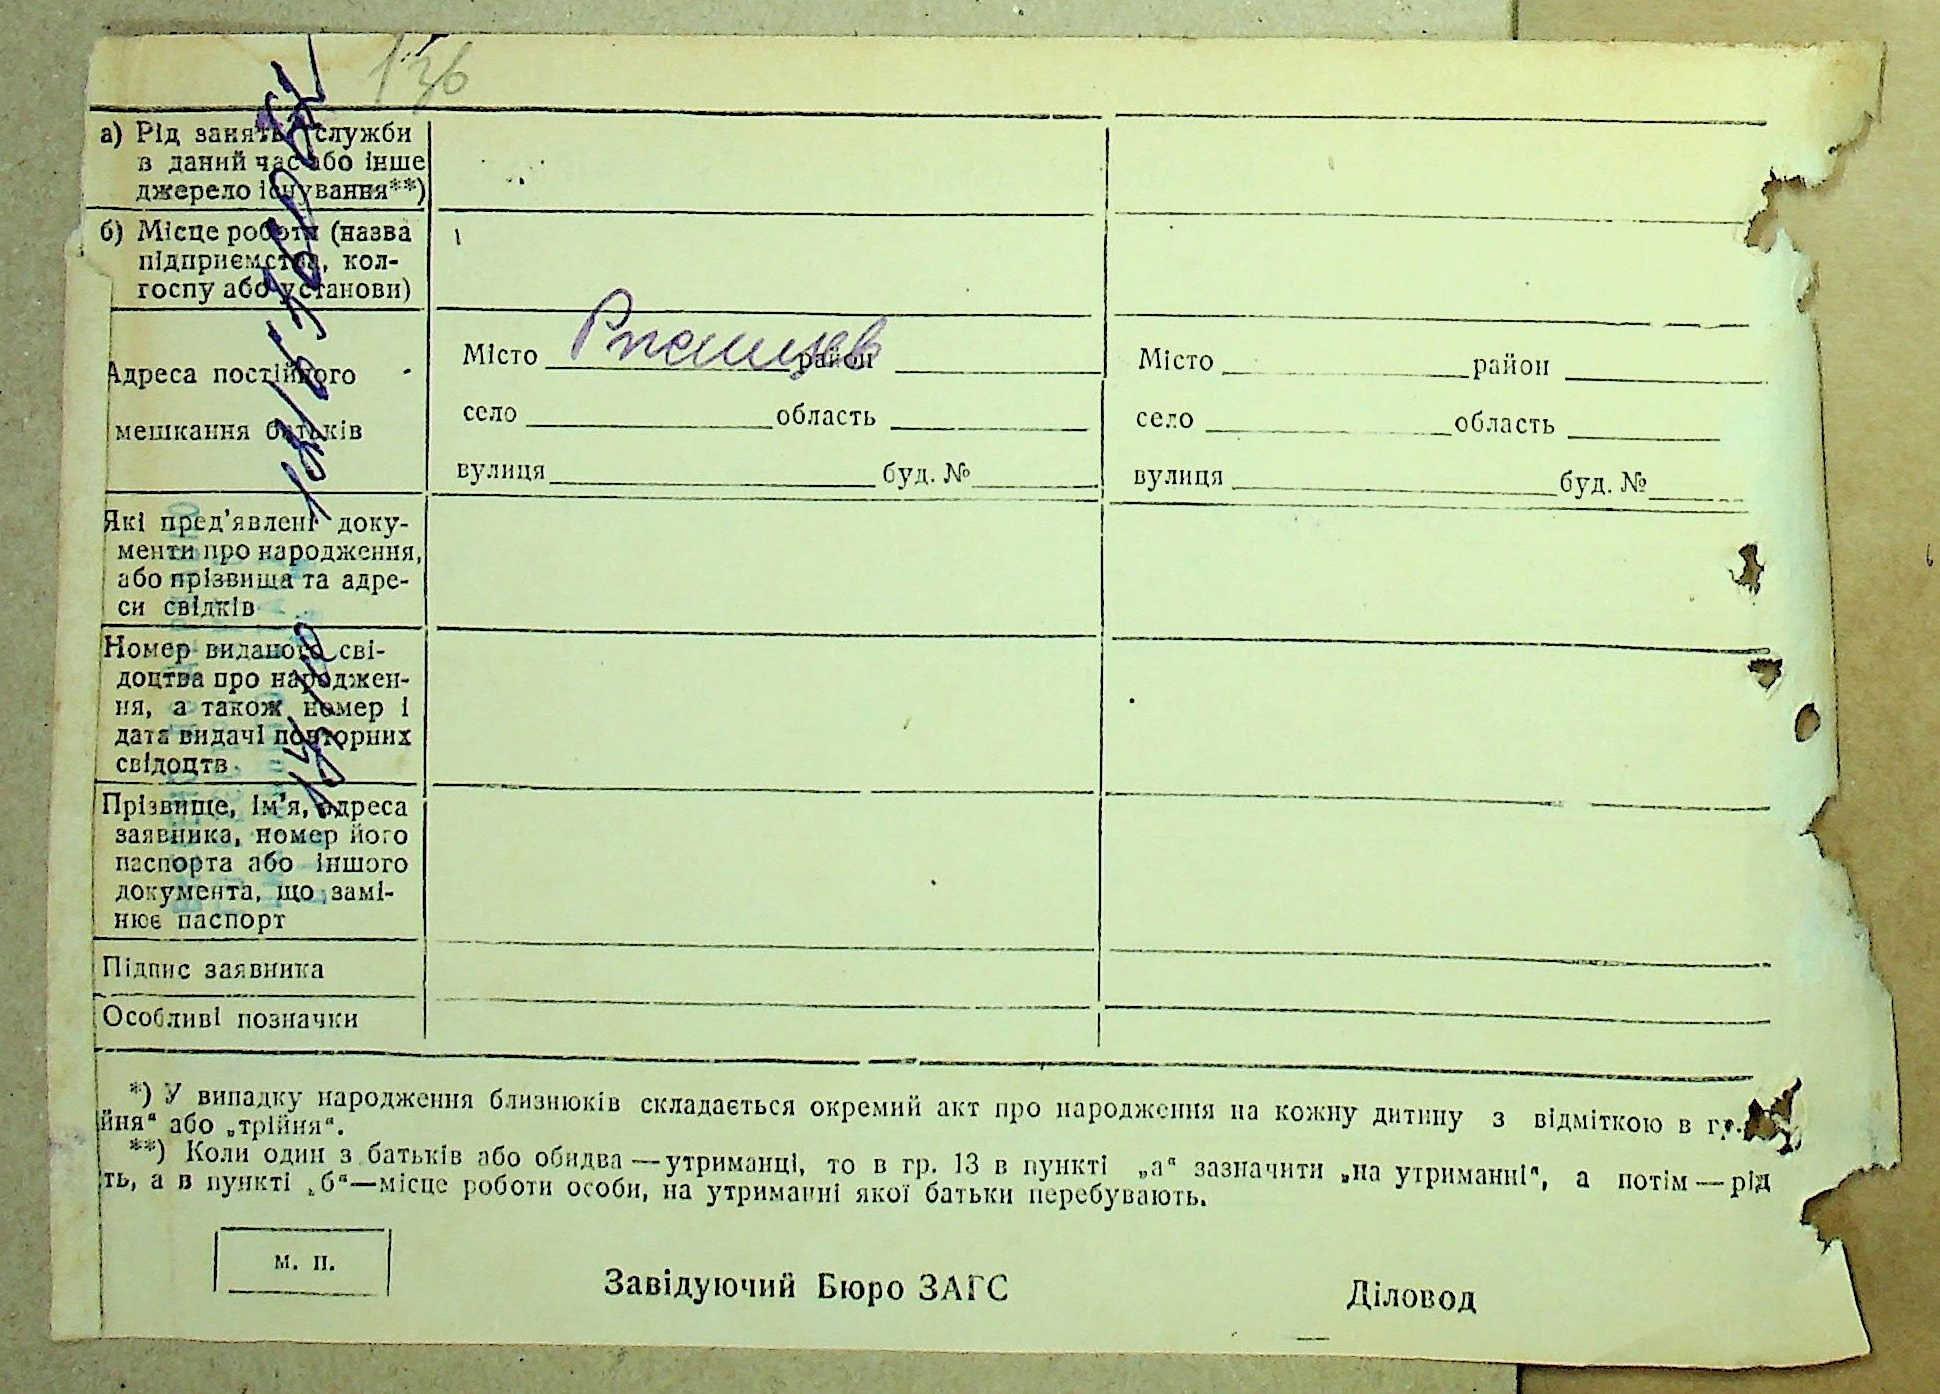 136
а) Рід занять, служби
в даний час або інше
джерело існування**)
б) Місце роботи (назва
підприємства, кол-
госпу або установи)
Адреса постійного
мешкання батьків
Місто район
село область
вулиця буд. №
Місто район
село область
вулиця буд. №
Які пред'явлені доку-
менти про народження,
або прізвища та адре-
си свідків
Номер виданого сві-
доцтва про народжен-
ня, а також номер і
дата видачі повторних
свідоцтв
Прізвище, ім'я, адреса
заявника, номер його
паспорта або іншого
документа, що замі-
нює паспорт
Підпис заявника
Особливі позначки
*) У випадку народження близнюків складається окремий акт про народження на кожну дитину з відміткою в гр.
йня" або „трійня".
**) Коли один з батьків або обидва — утриманці, то в гр. 13 в пункті „а" зазначити „на утриманні", а потім — рід
ть, а в пункті „б"—місце роботи особи, на утриманні якої батьки перебувають.
м. п.
Завідуючий Бюро ЗАГС
Діловод